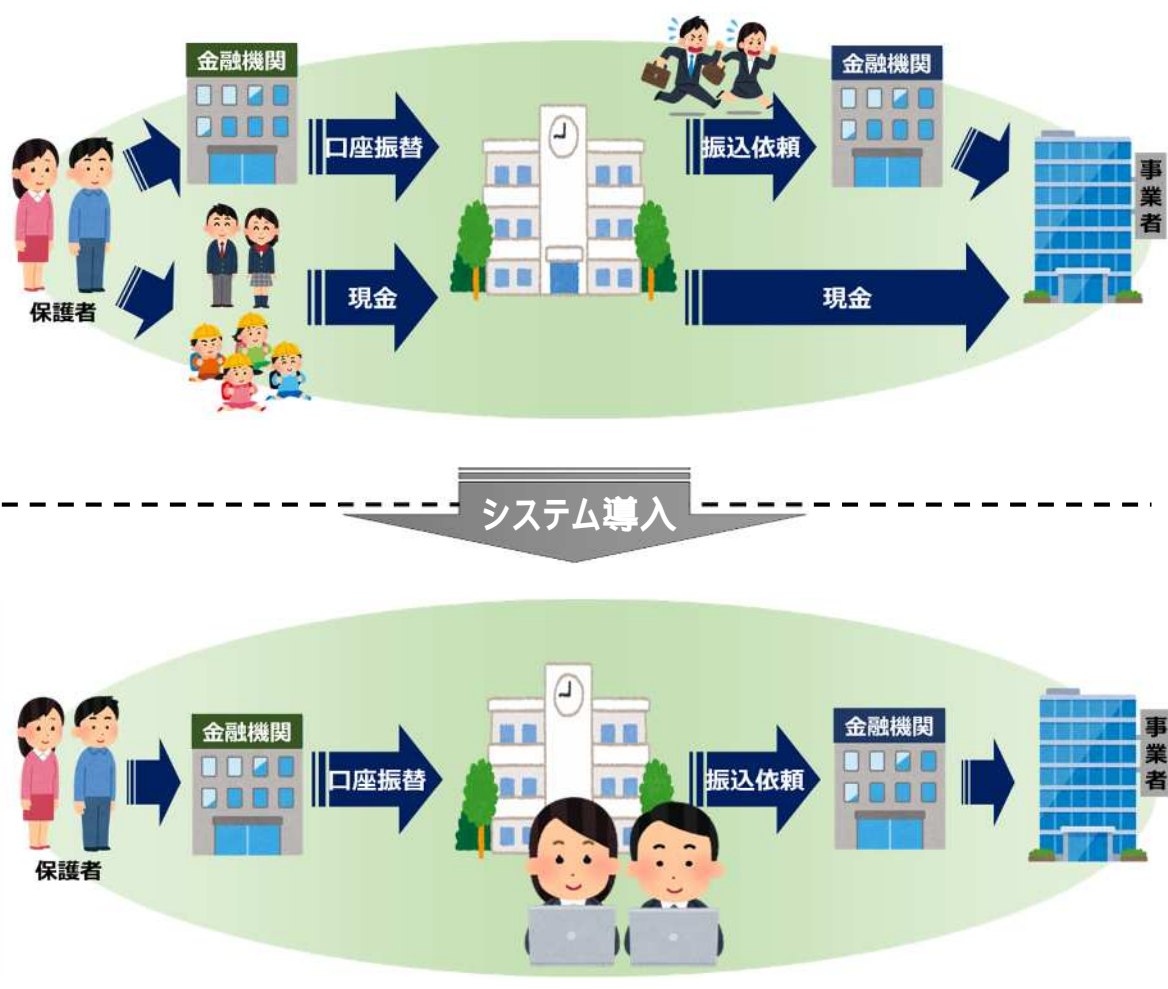 金融機関
金融機関
口座振替
振込依頼
事業者
保護者
現金
現金
システム導入
金融機関
金融機関
口座振替
振込依頼
事業者
保護者